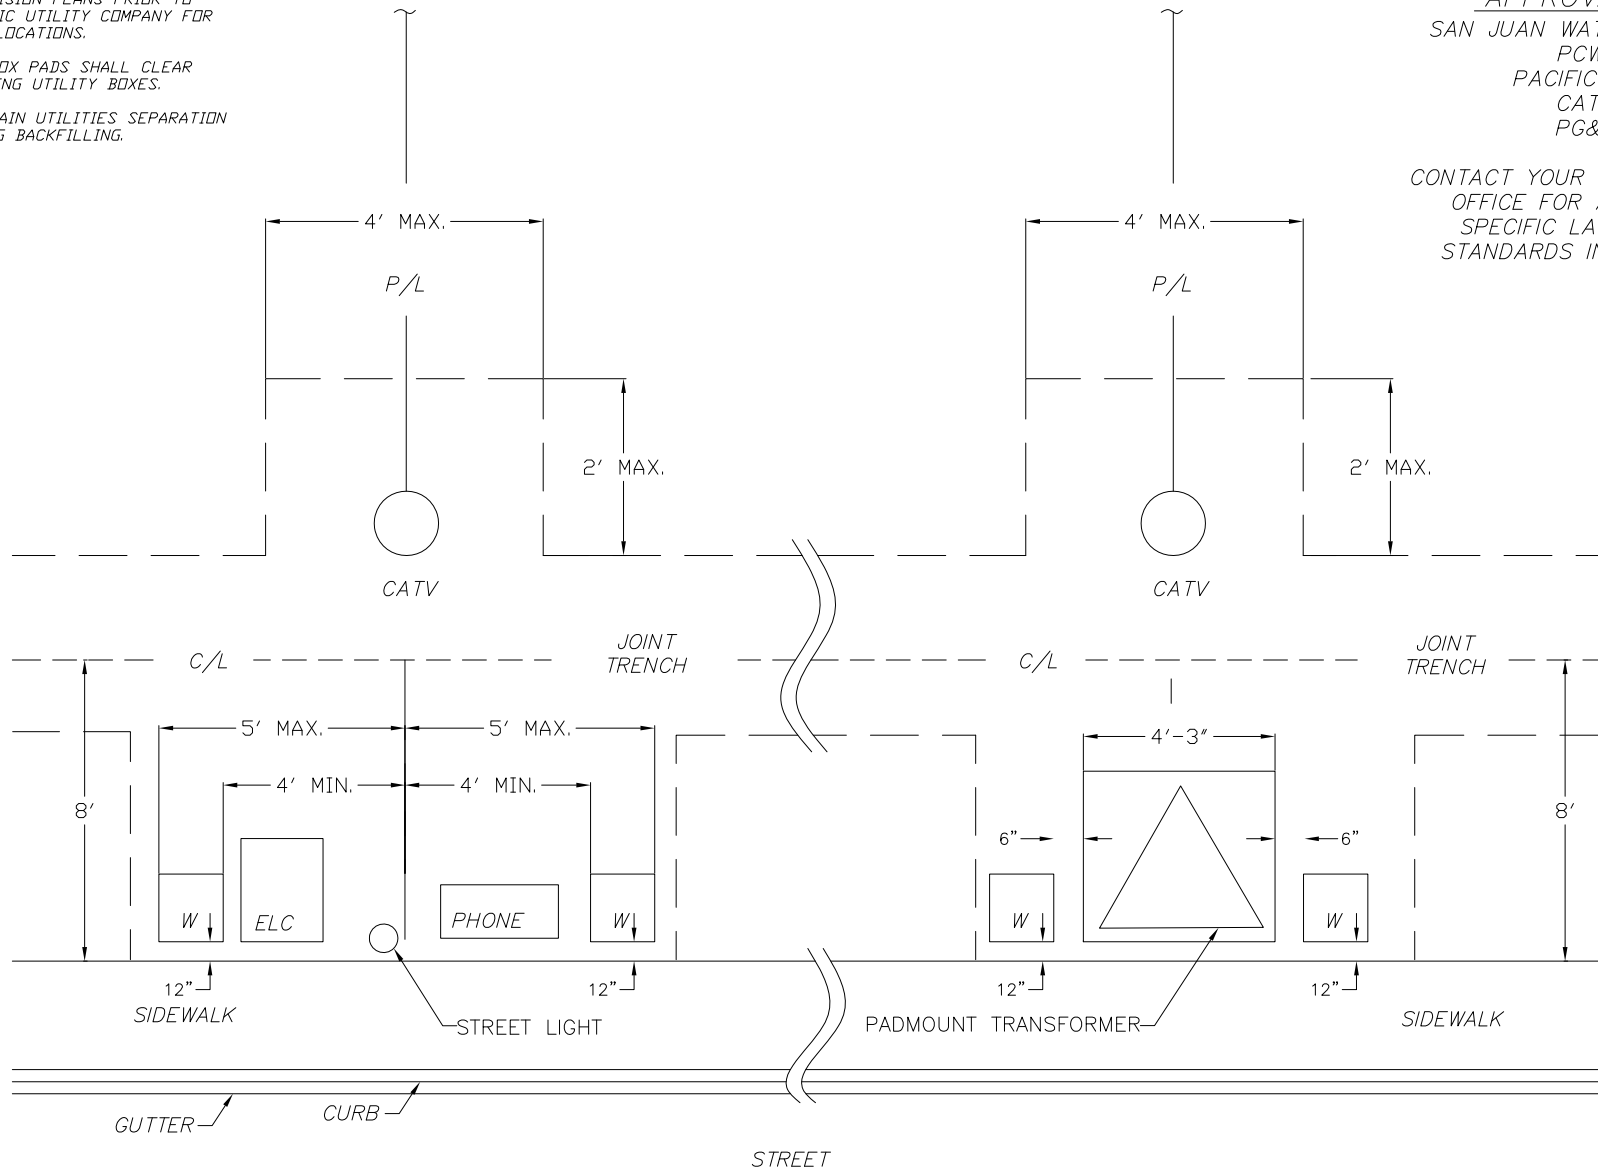 IC UTILITY COMPANY FOR
LOCATIONS.
OX PADS SHALL CLEAR
NG UTILITY BOXES.
AIN UTILITIES SEPARATION
G BACKFILLING.
SAN JUAN WAT
PCW
PACIFIC
CAT
PG&
CONTACT YOUR
OFFICE FOR
SPECIFIC LA
STANDARDS IN
4' MAX.
4' MAX.
P/L
P/L
2' MAX.
2' MAX.
CATV
CATV
C/L
JOINT
TRENCH
C/L
JOINT
TRENCH
5' MAX.
5' MAX.
4'-3"
4' MIN.
4' MIN.
8'
8'
6"
6"
W
ELC
PHONE
W
W
W
12"
12"
12"
12"
SIDEWALK
STREET LIGHT
PADMOUNT TRANSFORMER
SIDEWALK
GUTTER
CURB
STREET